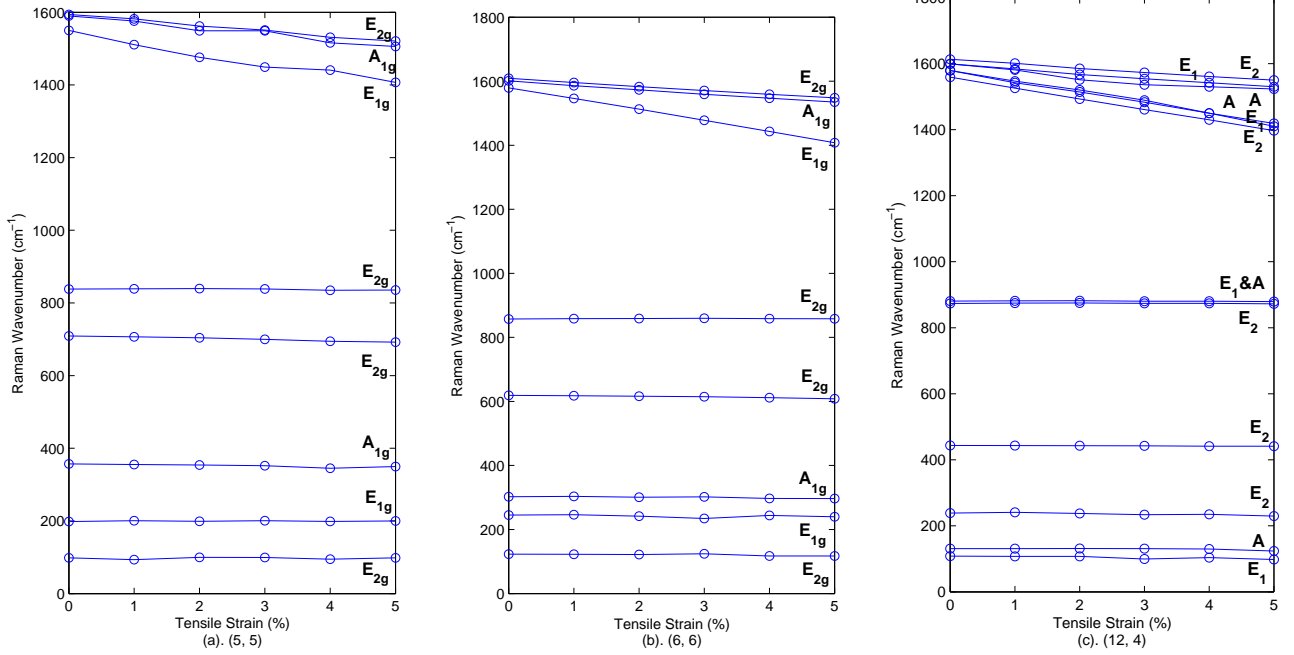 1600
1400
1600
1200
1000
800
600
400
200
0
0 1 2 3 4 5
Raman Wavenumber (cm⁻¹)
Tensile Strain (%)
(a). (5, 5)
E2g
A1g
E1g
E2g
E2g
A1g
E1g
E2g
1800
1600
1400
1200
1800
1000
800
600
400
200
0
0 1 2 3 4 5
Raman Wavenumber (cm⁻¹)
Tensile Strain (%)
(b). (6, 6)
E2g
A1g
E1g
E2g
E2g
A1g
E1g
E2g
1600
1400
1200
1800
1000
800
600
400
200
0
0 1 2 3 4 5
Raman Wavenumber (cm⁻¹)
Tensile Strain (%)
(c). (12, 4)
E1 E2
A A
E1
E2
E1&A
E2
E2
E2
A
E1